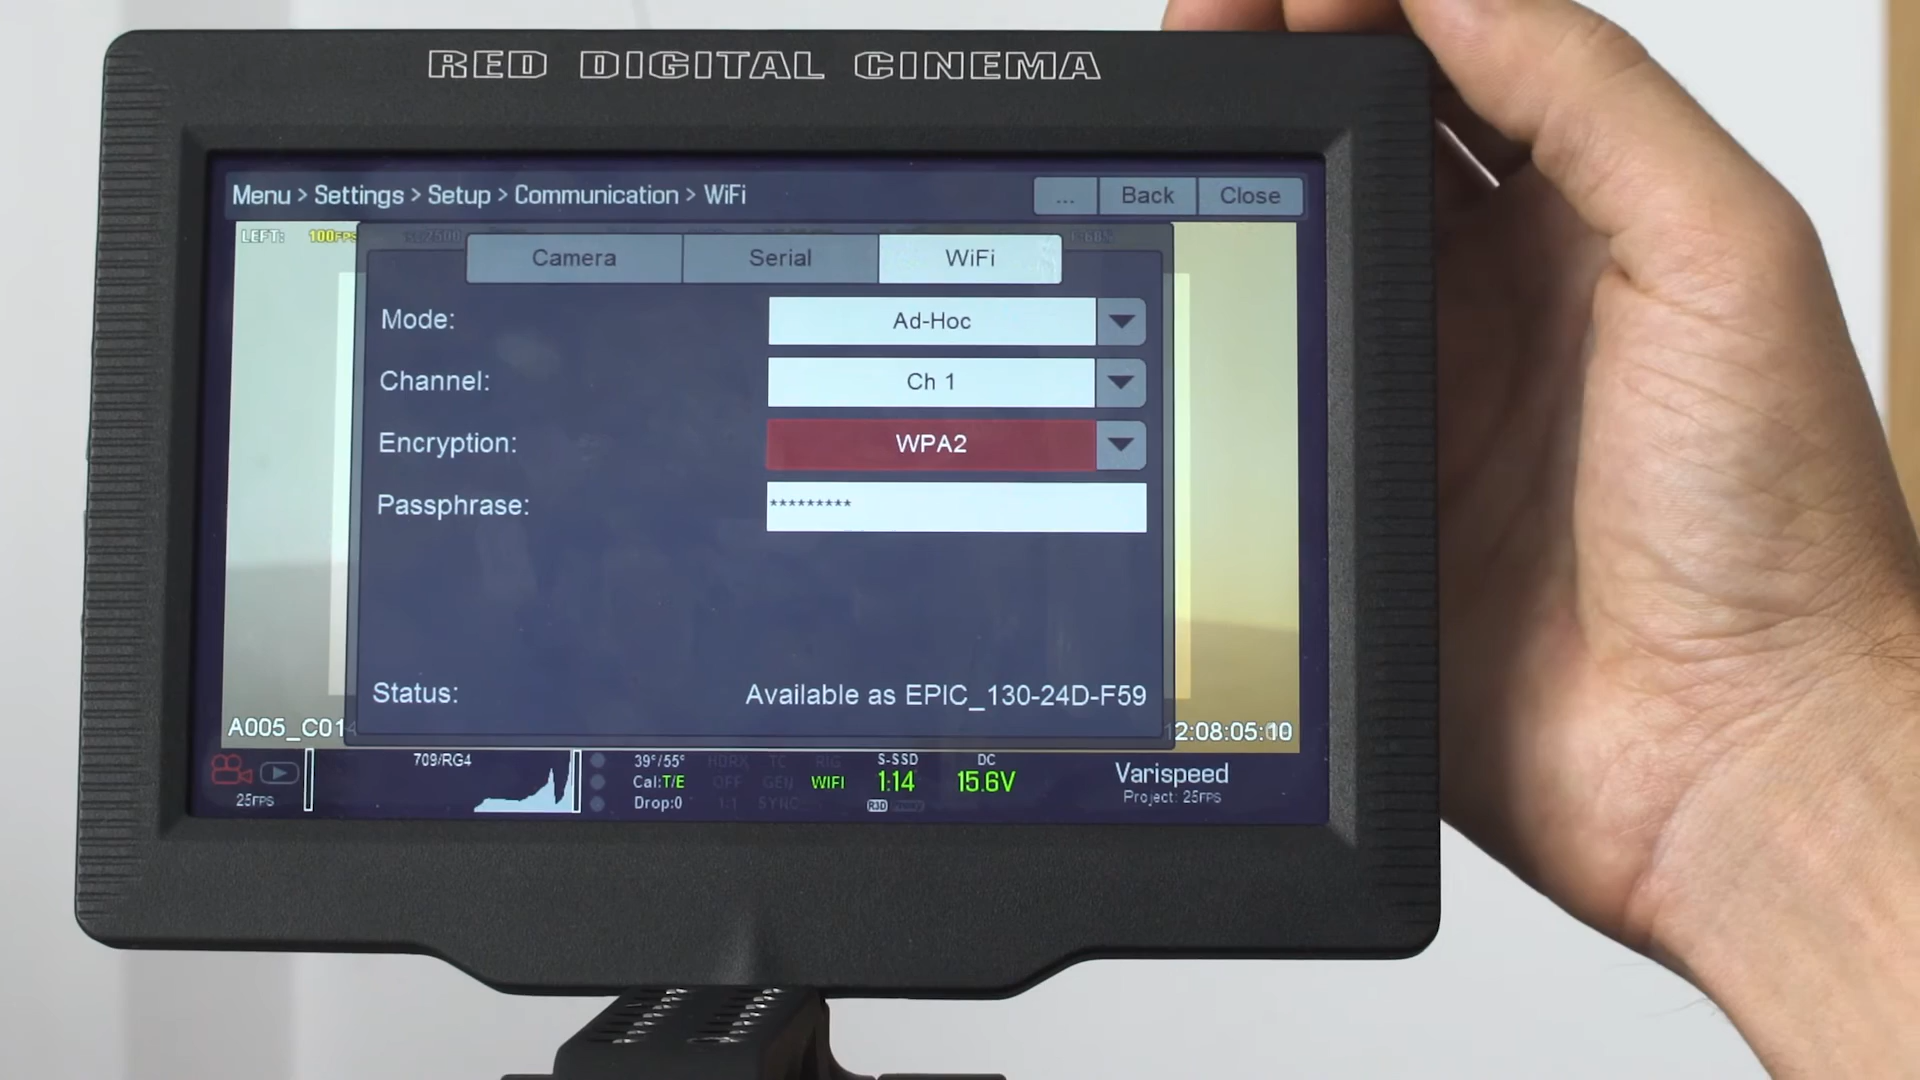 RED DIGITAL CINEMA
Menu > Settings > Setup > Communication > WiFi
... Back Close
LEFT: 100FPS
Camera Serial WiFi
Mode: Ad-Hoc
Channel: Ch 1
Encryption: WPA2
Passphrase: *********
Status: Available as EPIC_130-24D-F59
A005_C01
12:08:05:10
709/RG4 39°/55° HDRX TC RIG S-SSD DC Varispeed
Cal:T/E OFF GEN WIFI 1:14 15.6V
25FPS Drop:0 1:1 SYNC R3D Project: 25FPS